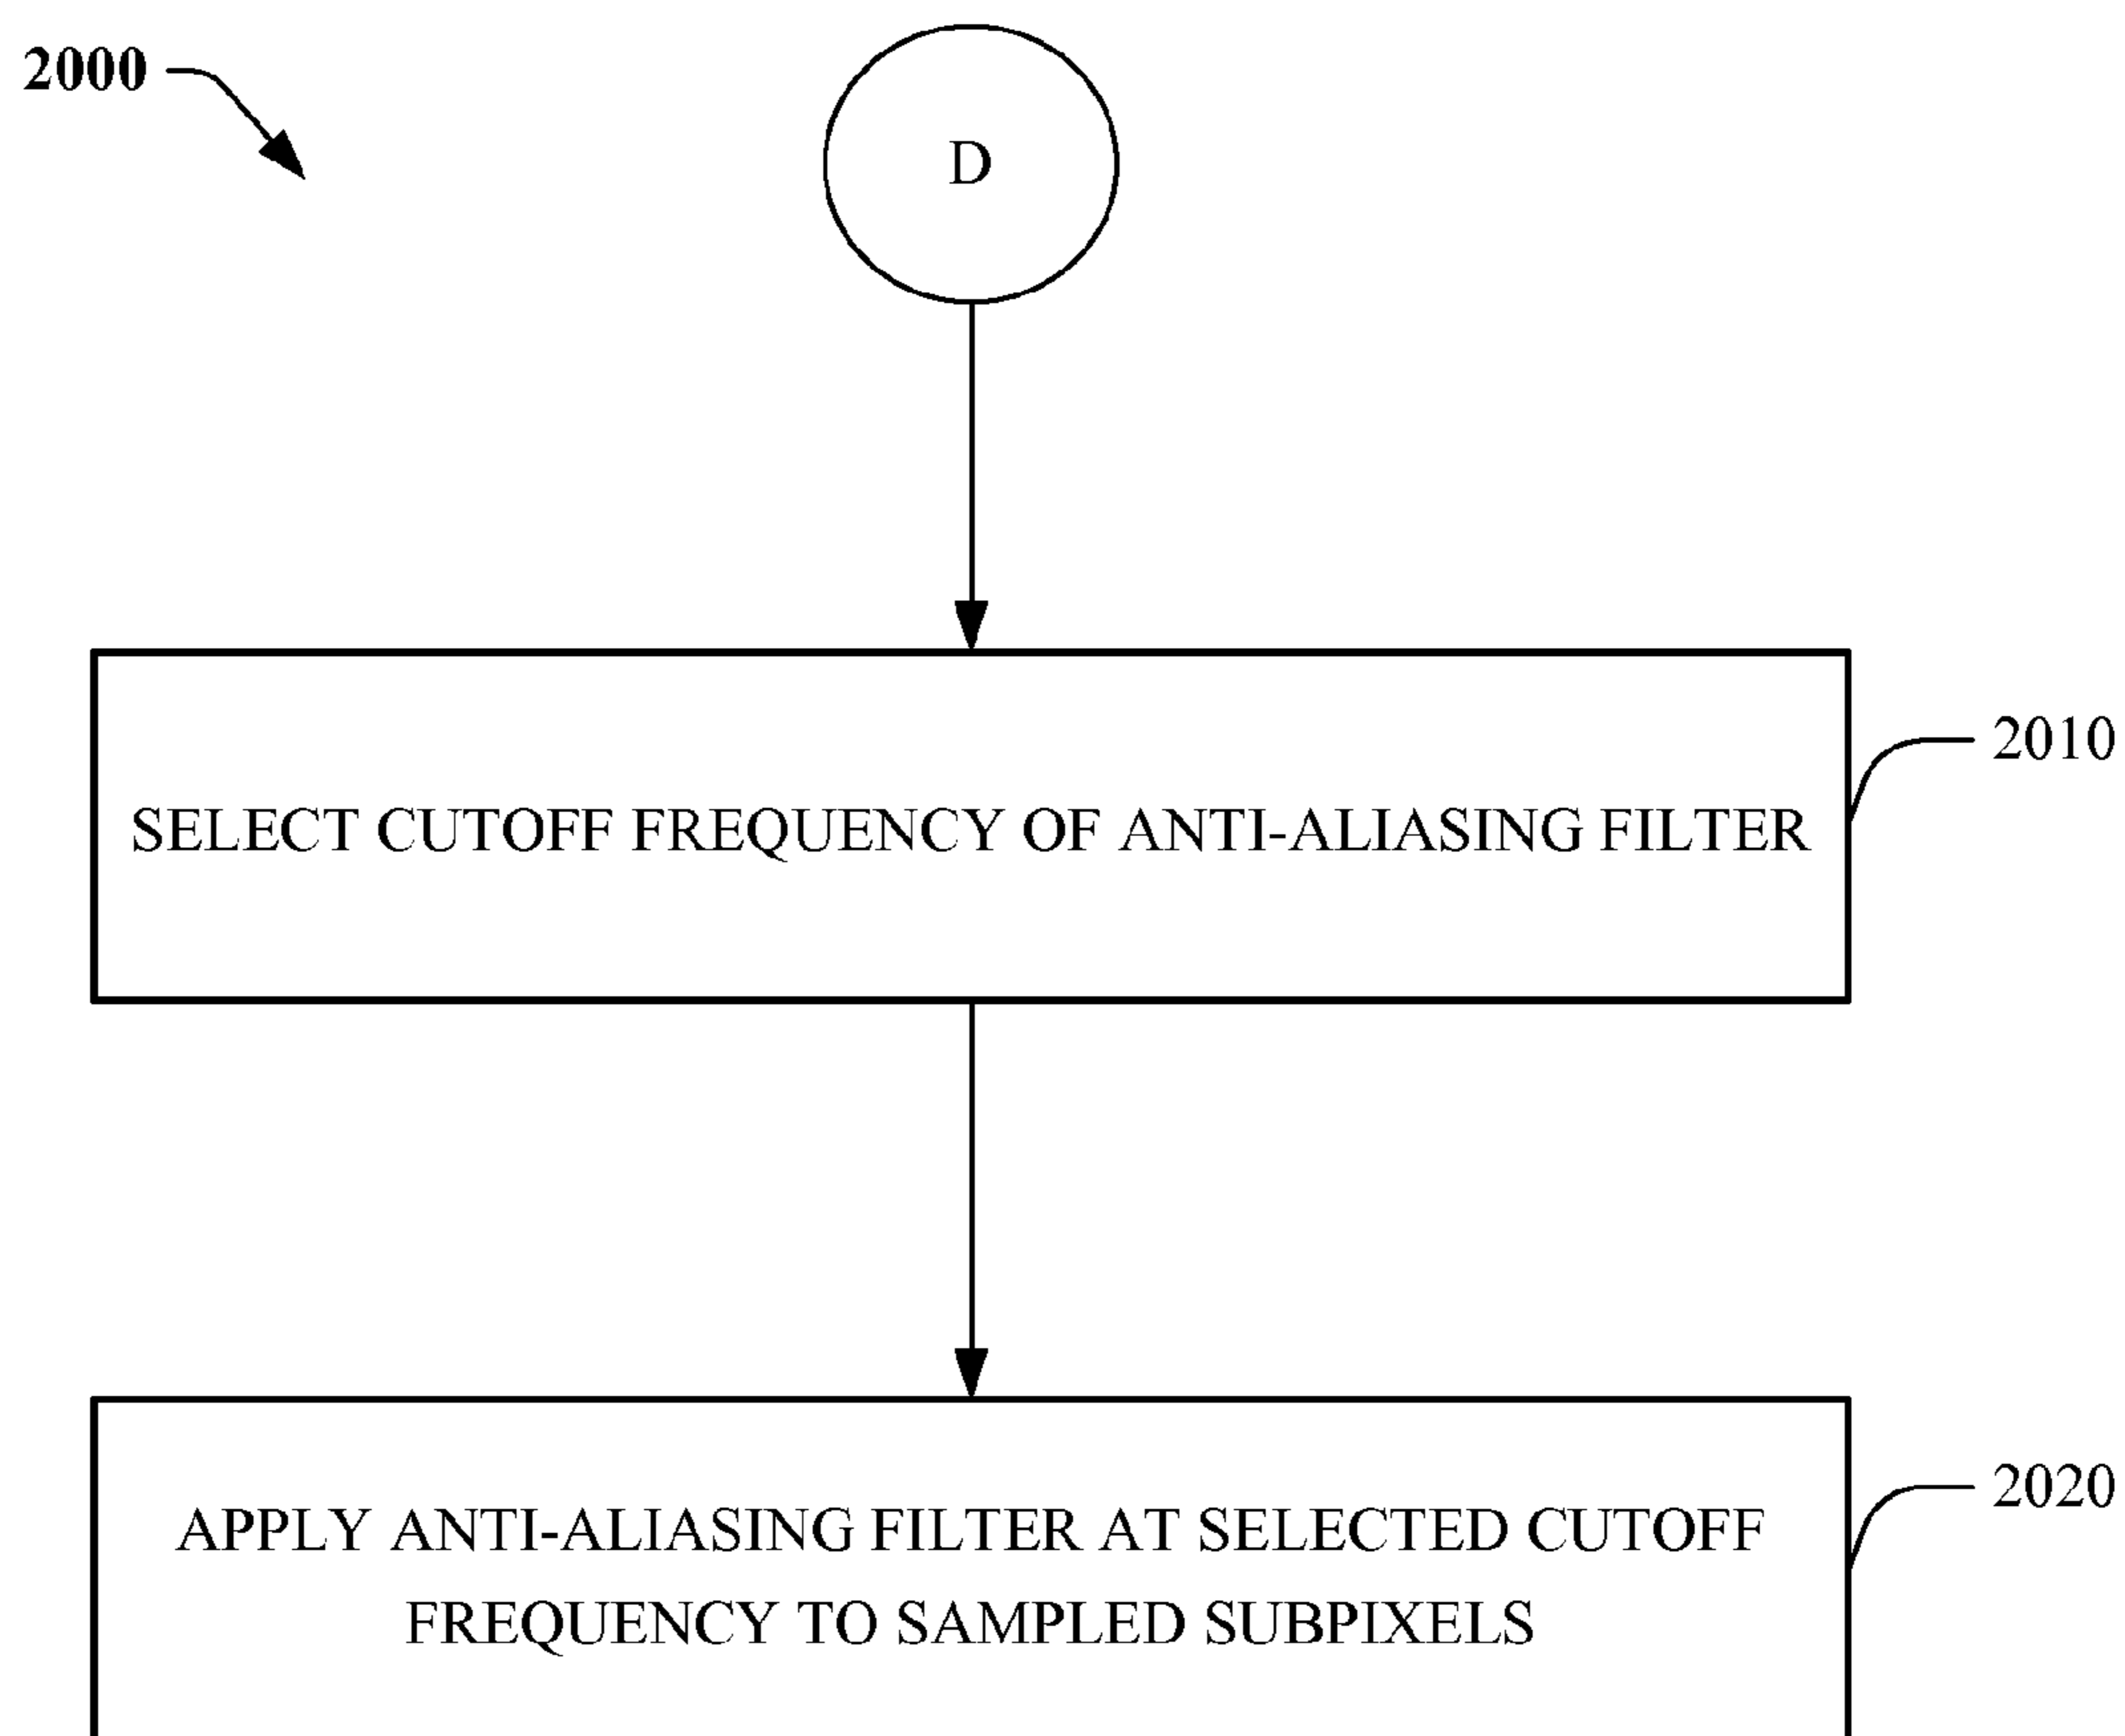 2000
D
2010
SELECT CUTOFF FREQUENCY OF ANTI-ALIASING FILTER
2020
APPLY ANTI-ALIASING FILTER AT SELECTED CUTOFF
FREQUENCY TO SAMPLED SUBPIXELS